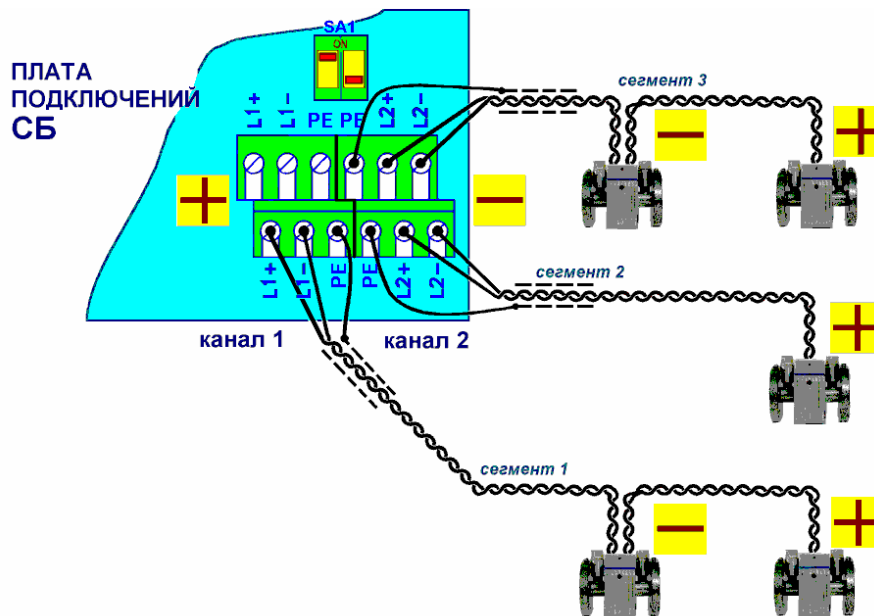 SA1
ON
ПЛАТА
ПОДКЛЮЧЕНИЙ
СБ
L1+ L1− PE PE L2+ L2−
+
−
L1+ L1− PE PE L2+ L2−
канал 1 канал 2
сегмент 3
−
+
сегмент 2
+
сегмент 1
−
+